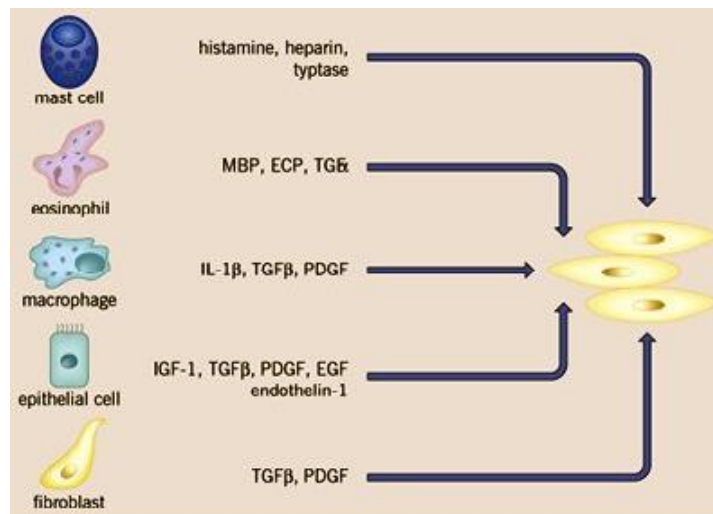 histamine, heparin,
typtase
mast cell
MBP, ECP, TGFα
eosinophil
IL-1β, TGFβ, PDGF
macrophage
IGF-1, TGFβ, PDGF, EGF
endothelin-1
epithelial cell
TGFβ, PDGF
fibroblast